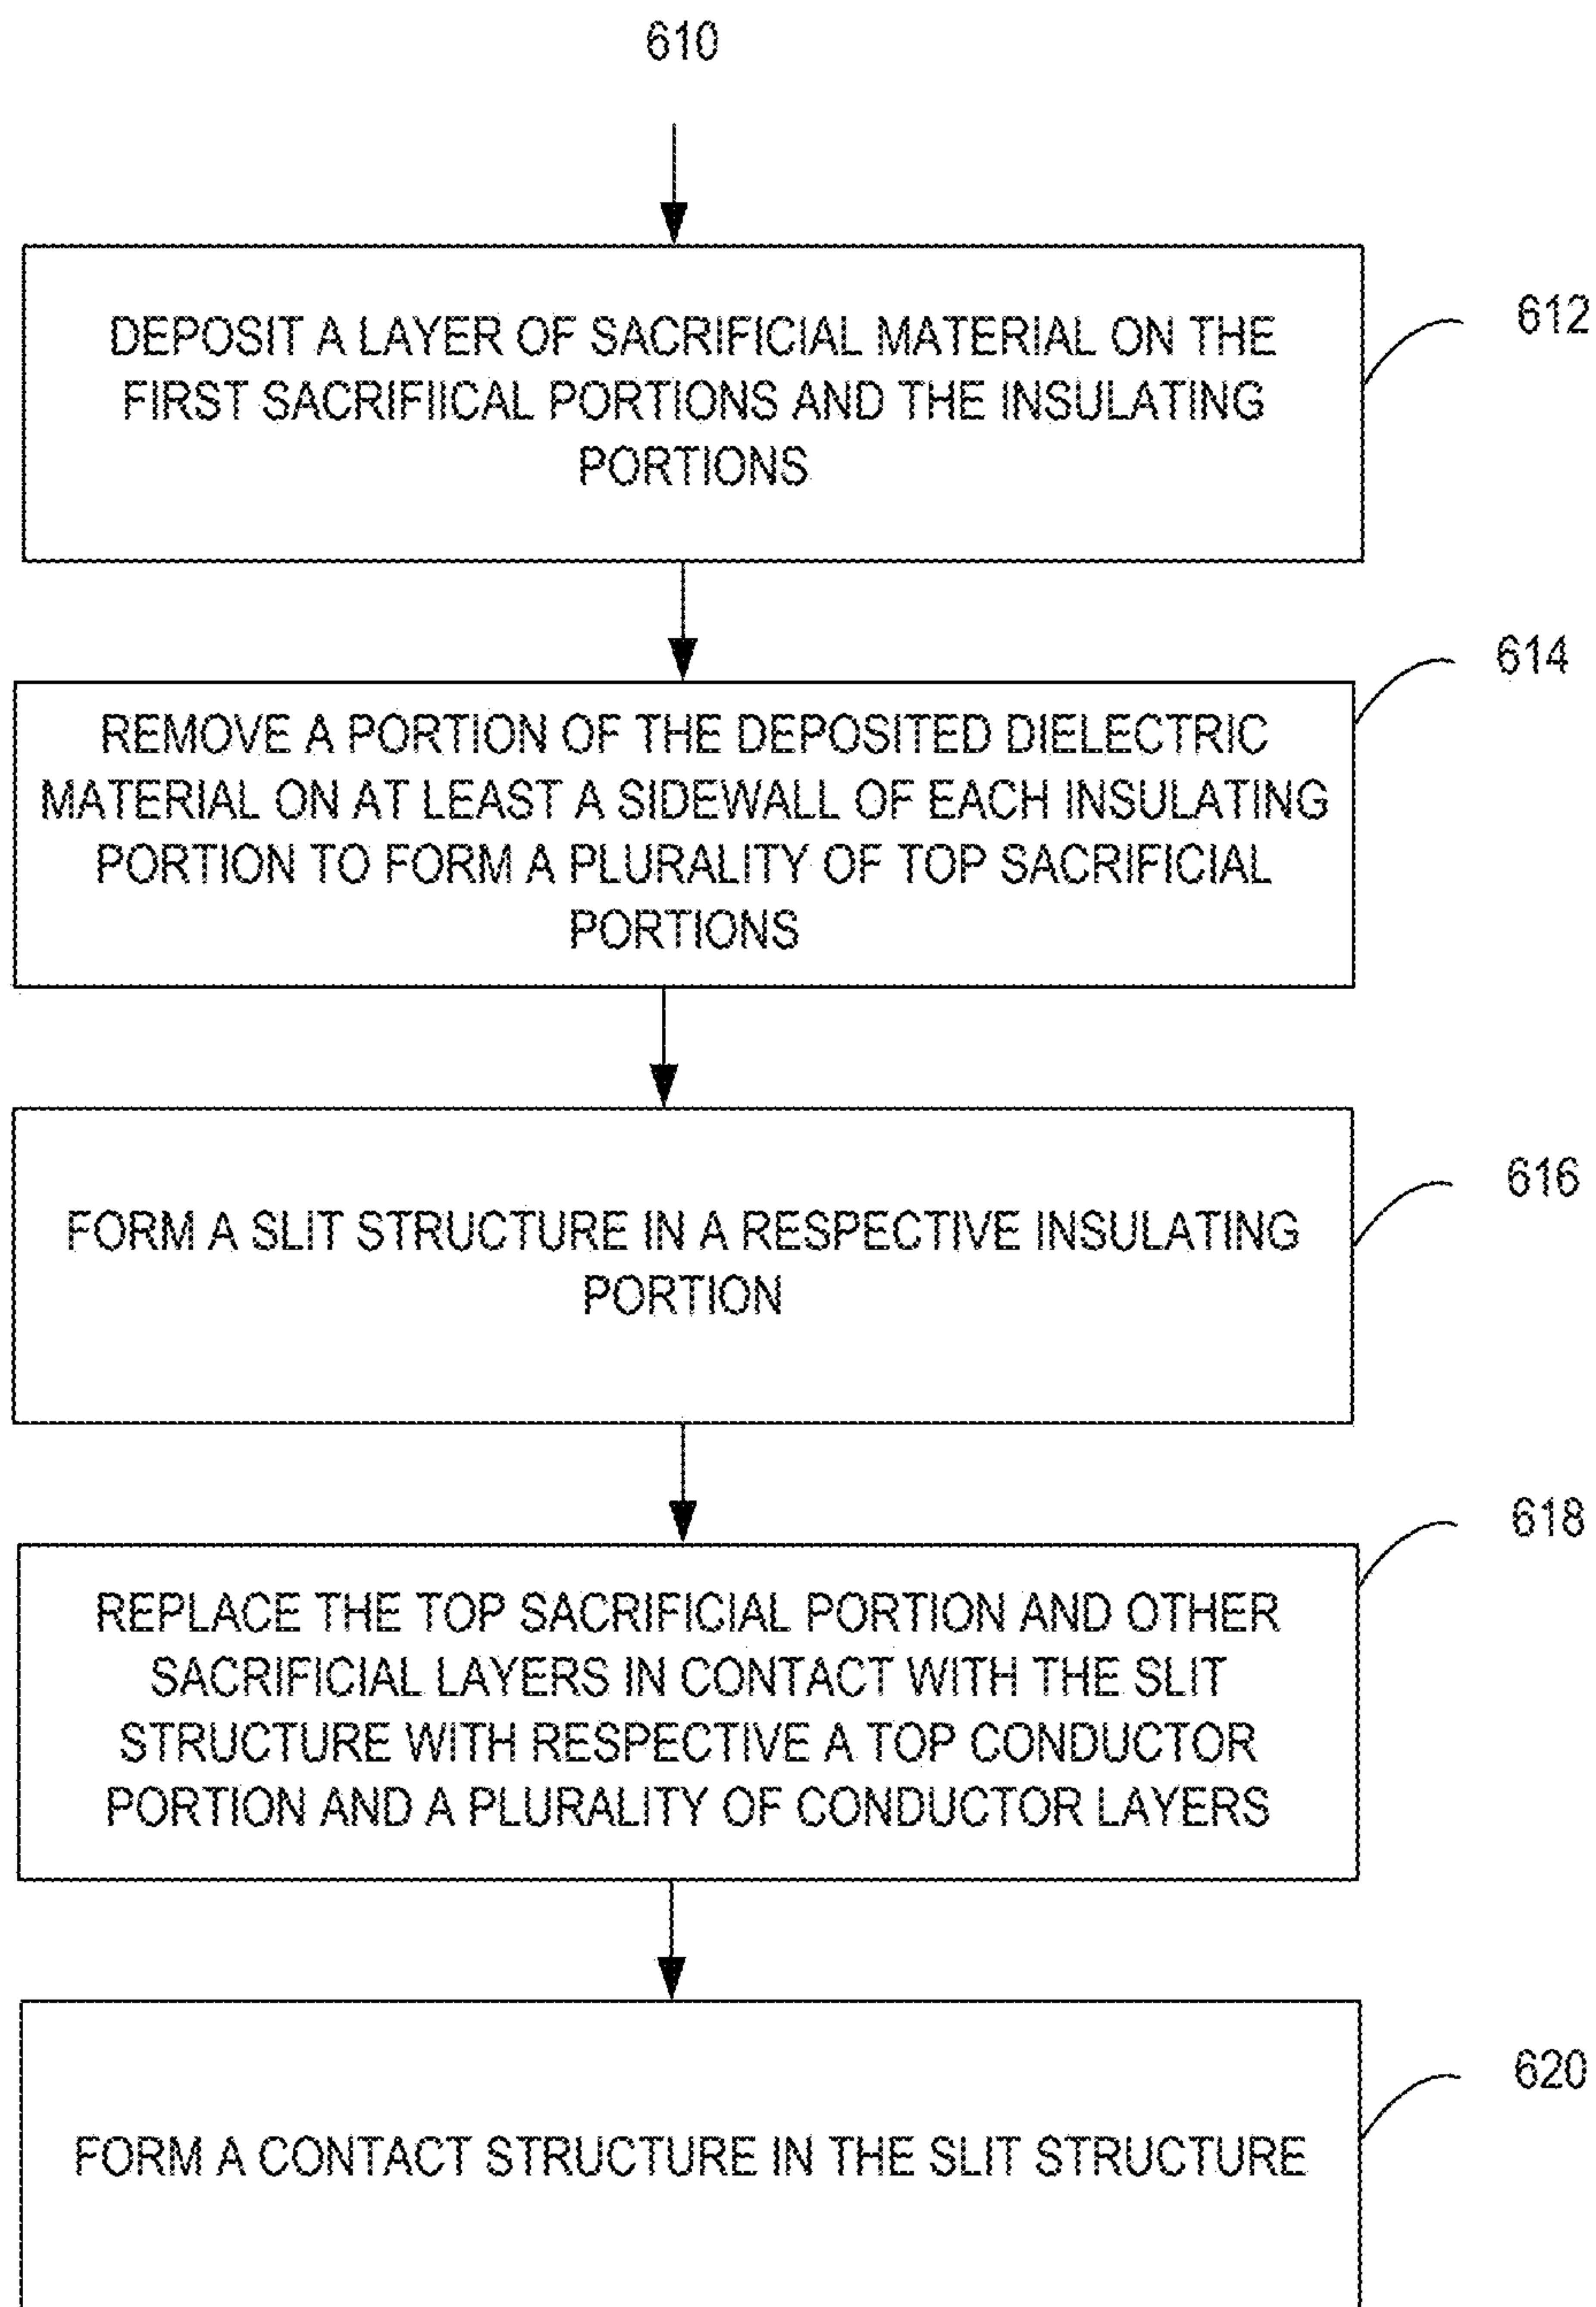 610
DEPOSIT A LAYER OF SACRIFICIAL MATERIAL ON THE
FIRST SACRIFIICAL PORTIONS AND THE INSULATING
PORTIONS
612
REMOVE A PORTION OF THE DEPOSITED DIELECTRIC
MATERIAL ON AT LEAST A SIDEWALL OF EACH INSULATING
PORTION TO FORM A PLURALITY OF TOP SACRIFICIAL
PORTIONS
614
FORM A SLIT STRUCTURE IN A RESPECTIVE INSULATING
PORTION
616
REPLACE THE TOP SACRIFICIAL PORTION AND OTHER
SACRIFICIAL LAYERS IN CONTACT WITH THE SLIT
STRUCTURE WITH RESPECTIVE A TOP CONDUCTOR
PORTION AND A PLURALITY OF CONDUCTOR LAYERS
618
FORM A CONTACT STRUCTURE IN THE SLIT STRUCTURE
620